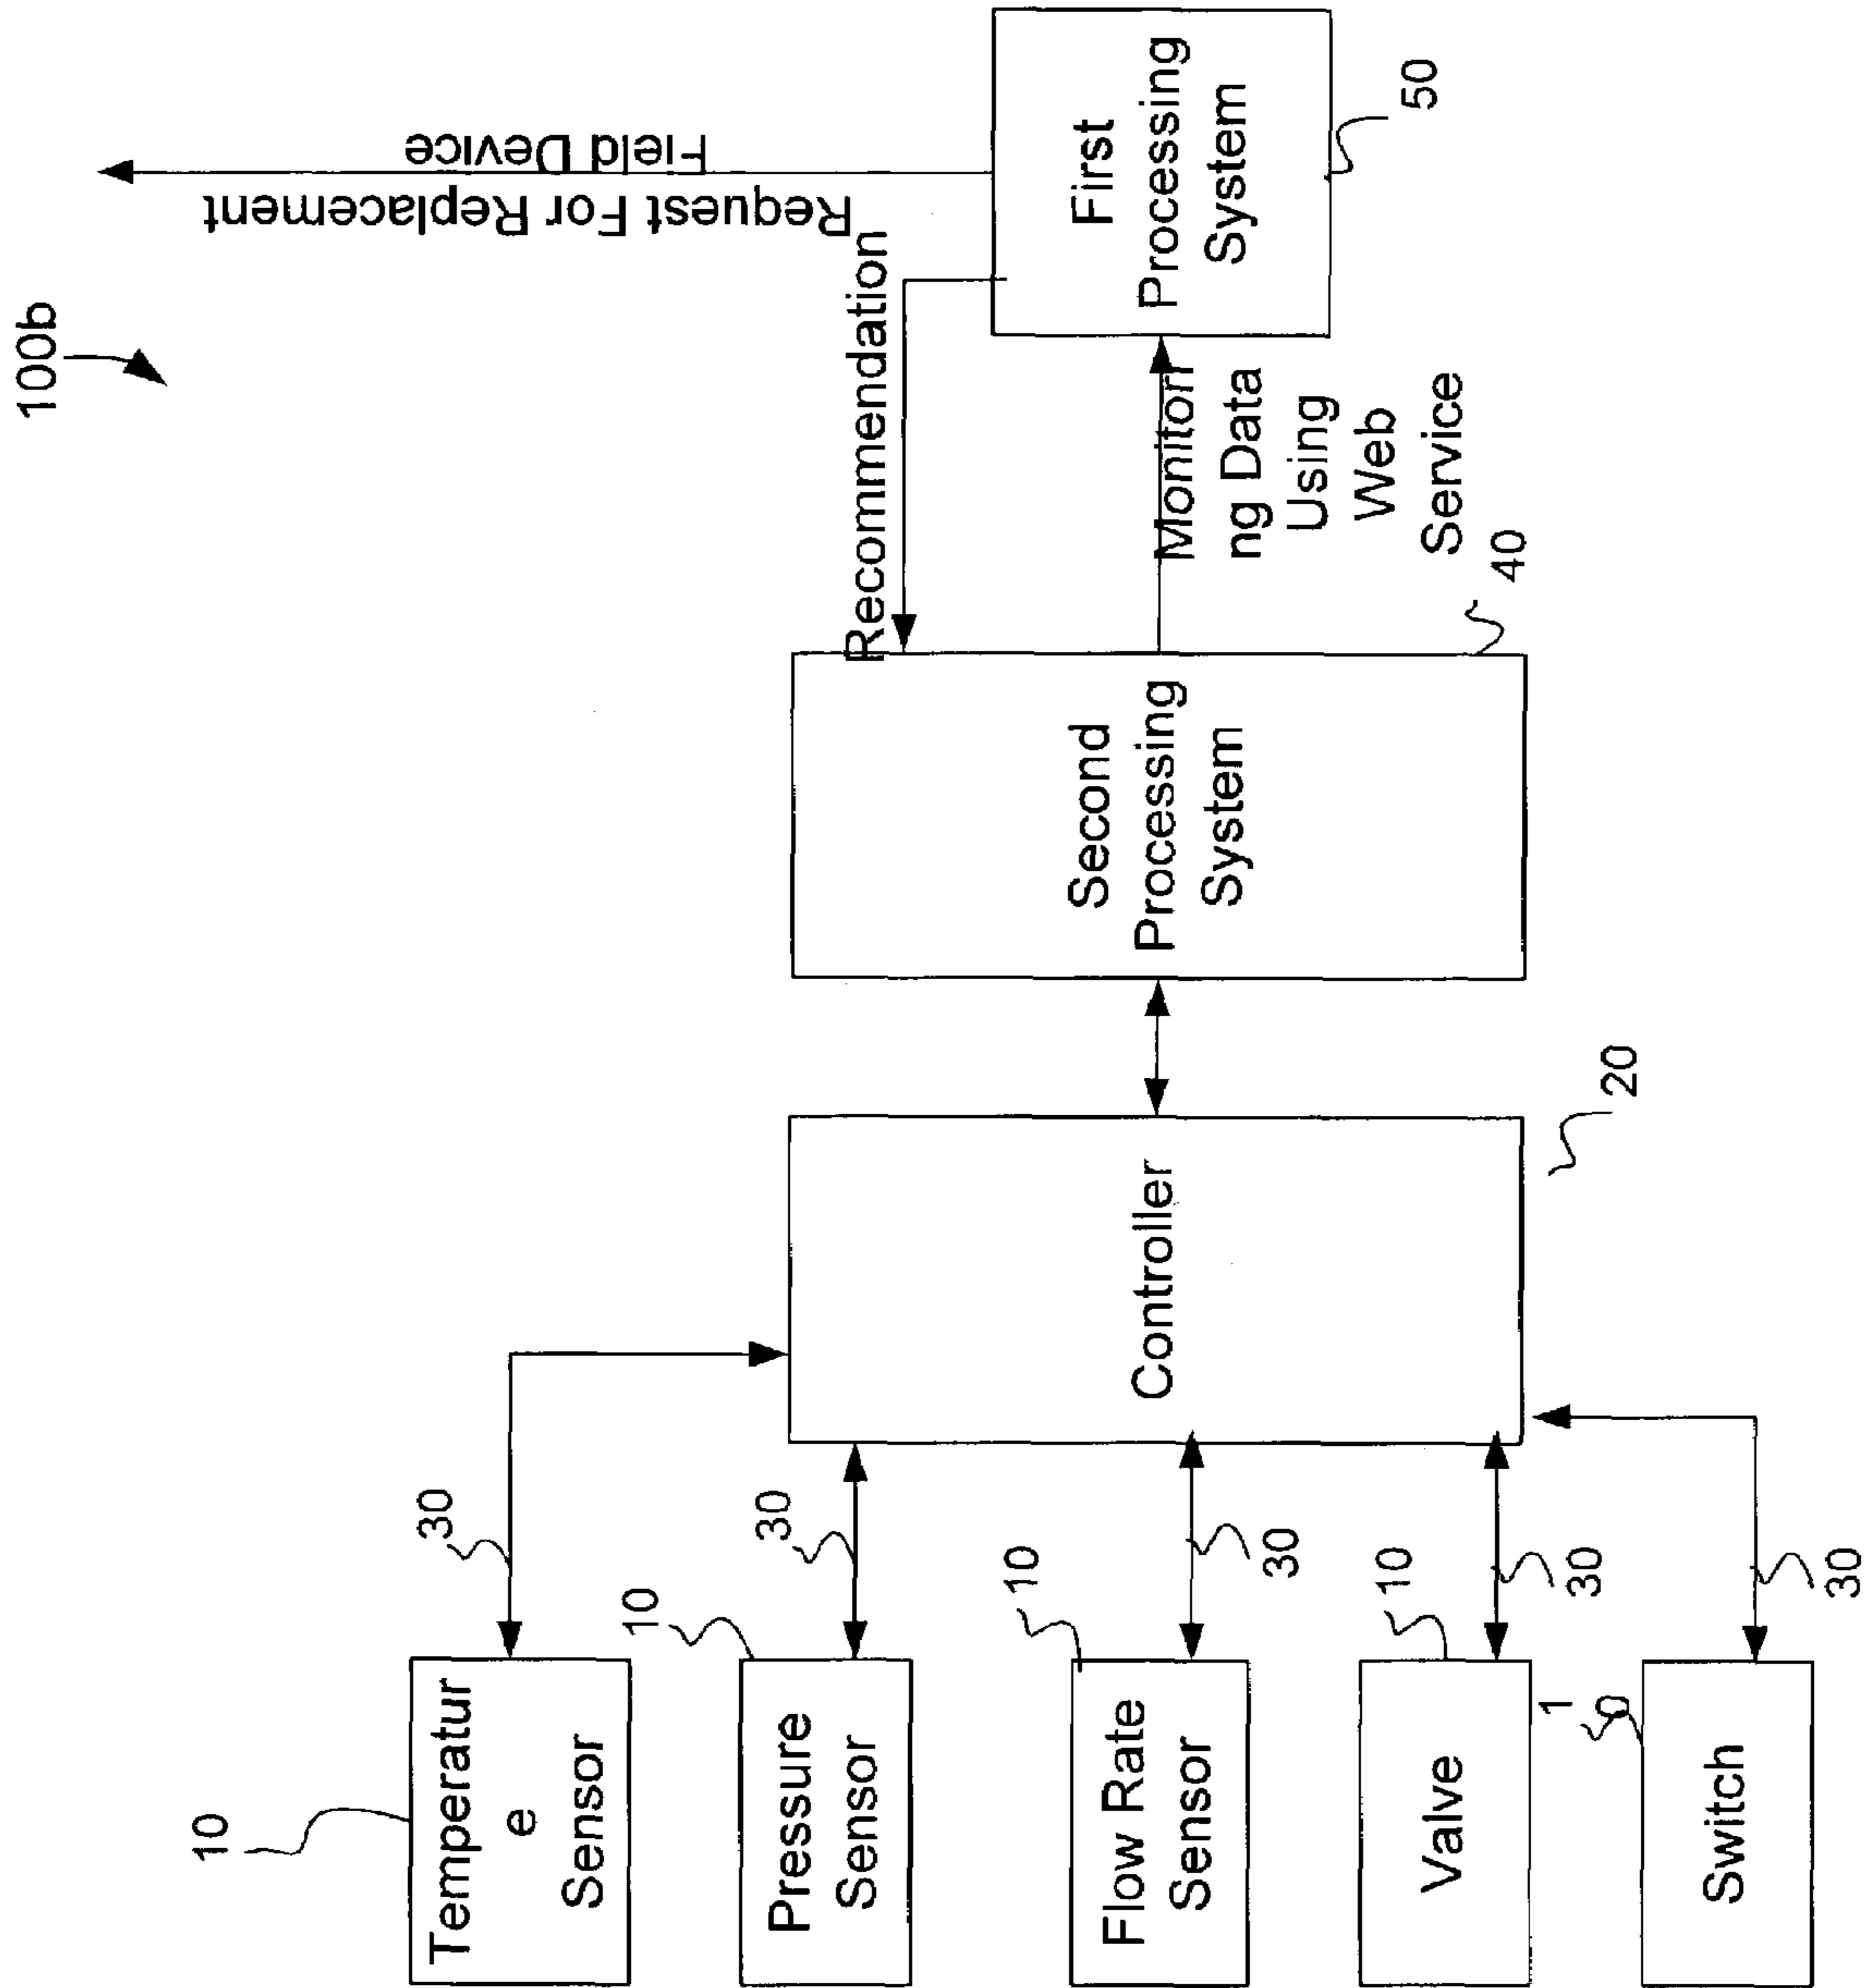 100b
10
Temperatur
e
Sensor
30
10
Pressure
Sensor
30
10
Flow Rate
Sensor
30
10
Valve
30
1
0
Switch
30
Controller
20
Second
Processing
System
40
Recommendation
Monitori
ng Data
Using
Web
Service
First
Processing
System
50
Request For Replacement
Field Device